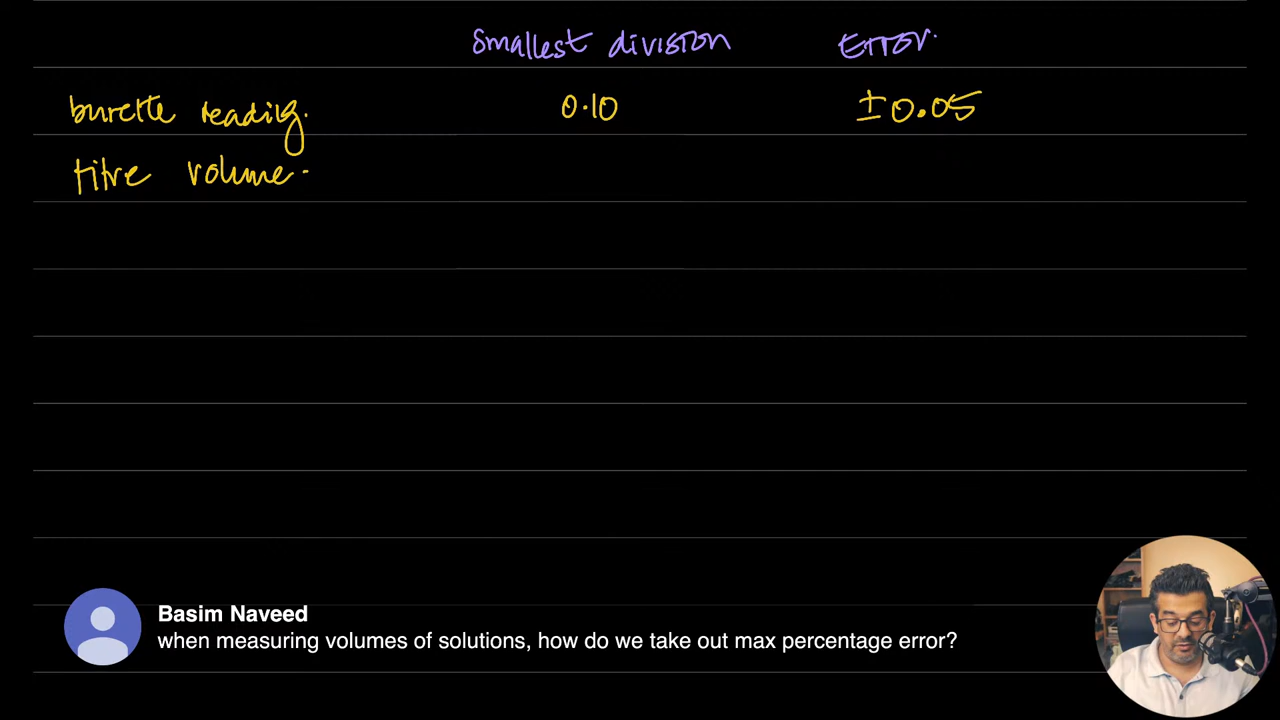 smallest division Error.
burette reading. 0.10 ±0.05
titre volume.
Basim Naveed
when measuring volumes of solutions, how do we take out max percentage error?